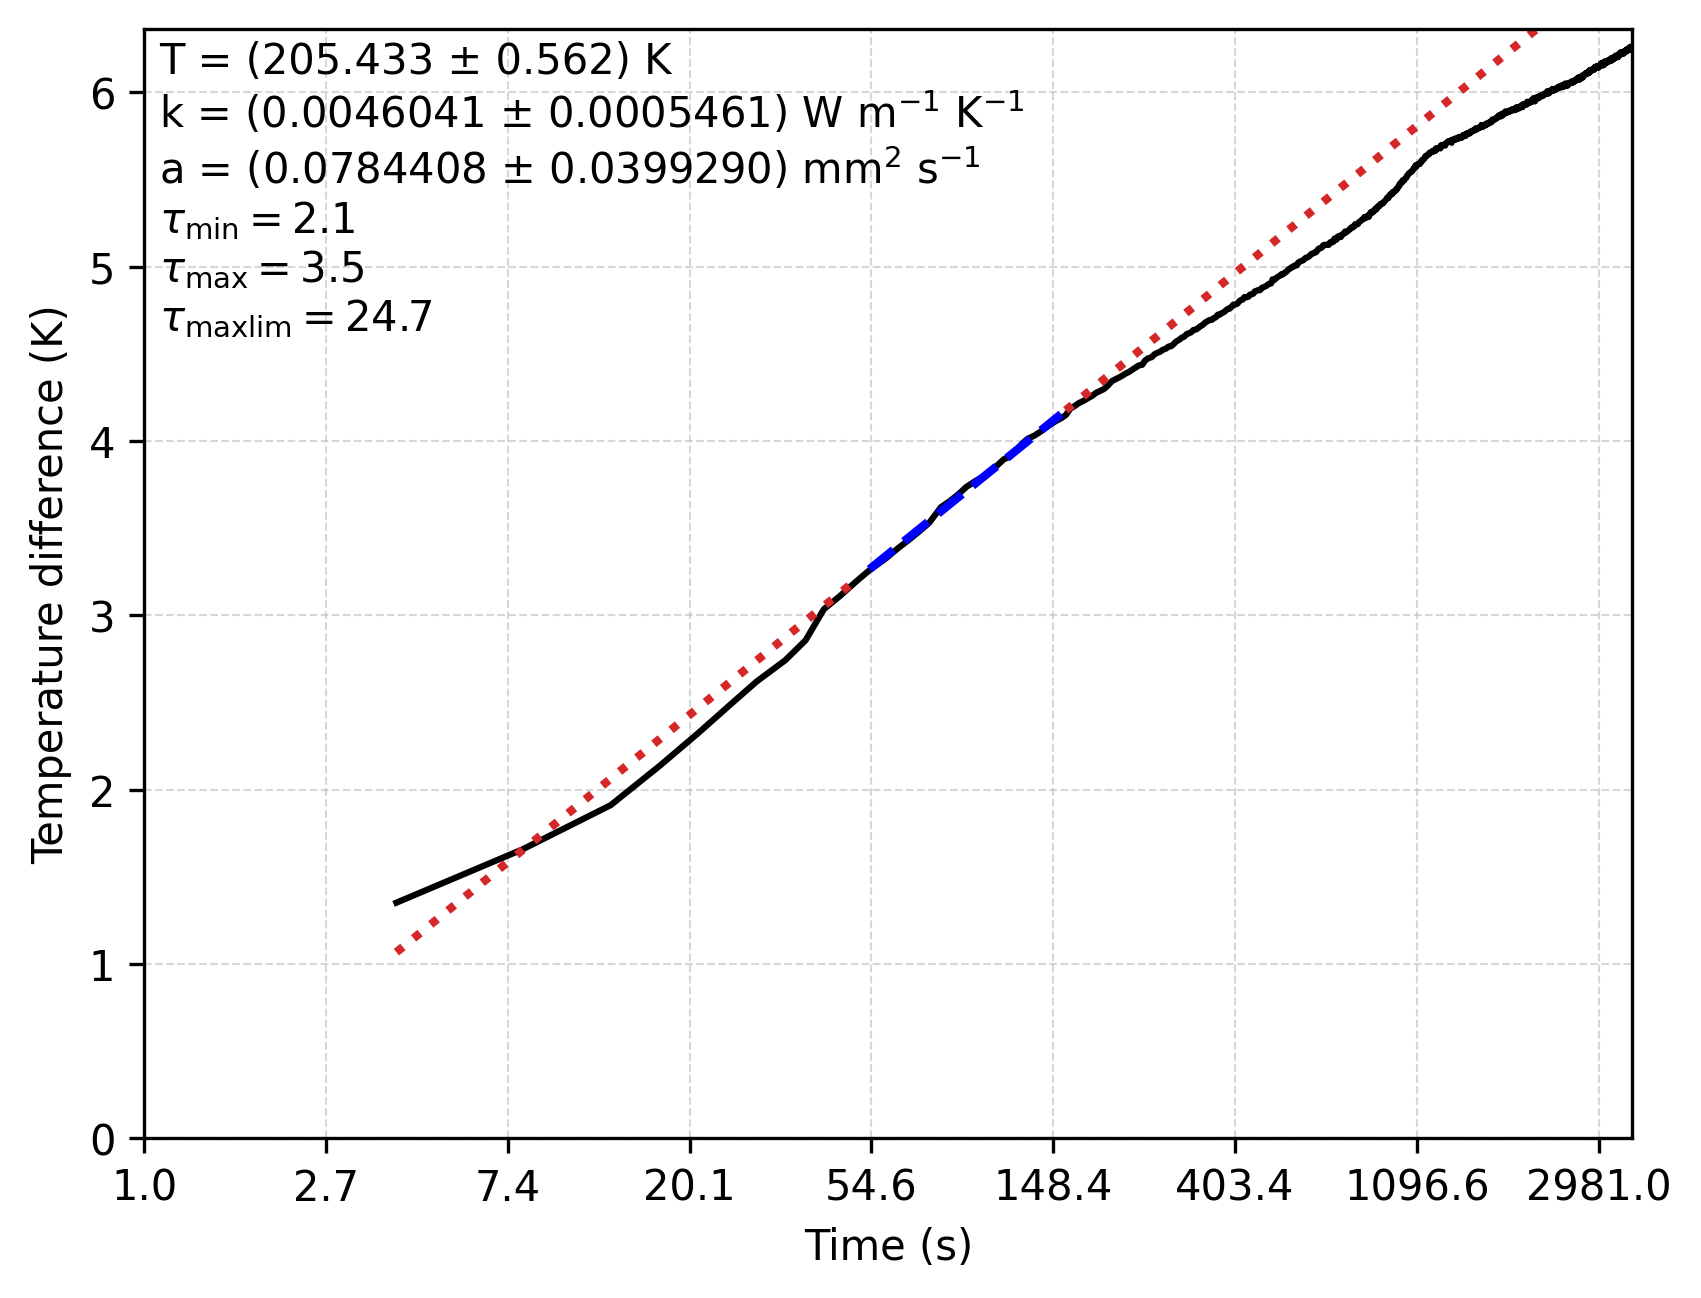 T = (205.433 ± 0.562) K
k = (0.0046041 ± 0.0005461) W m⁻¹ K⁻¹
a = (0.0784408 ± 0.0399290) mm² s⁻¹
τmin = 2.1
τmax = 3.5
τmaxlim = 24.7
Temperature difference (K)
6
5
4
3
2
1
0
1.0 2.7 7.4 20.1 54.6 148.4 403.4 1096.6 2981.0
Time (s)